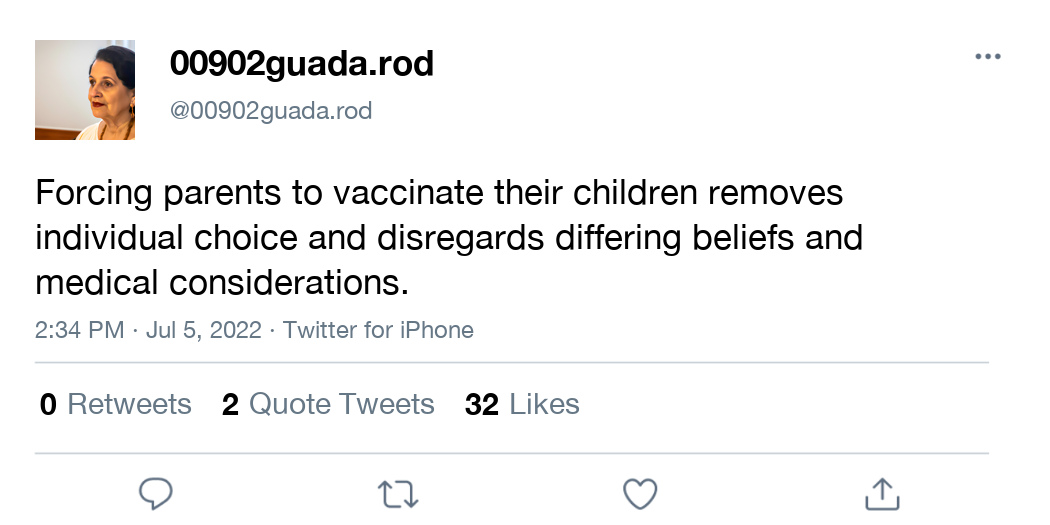 00902guada.rod
@00902guada.rod
Forcing parents to vaccinate their children removes
individual choice and disregards differing beliefs and
medical considerations.
2:34 PM · Jul 5, 2022 · Twitter for iPhone
0 Retweets 2 Quote Tweets 32 Likes